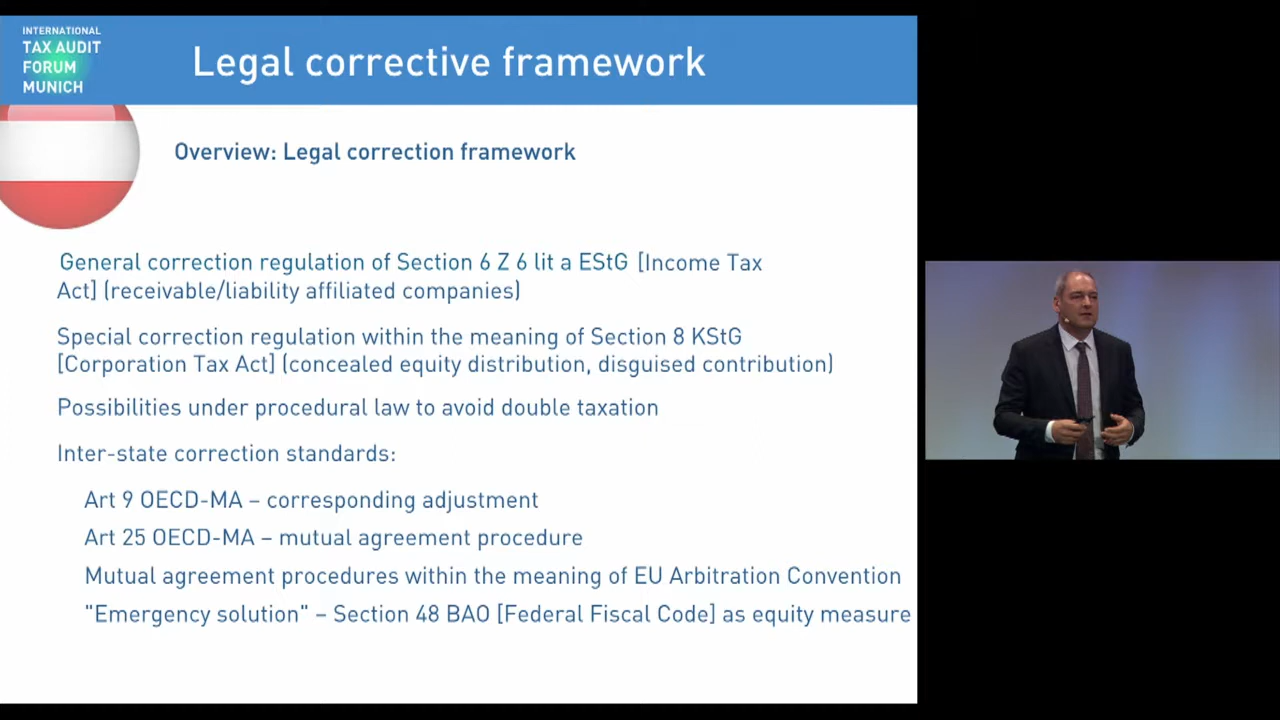 INTERNATIONAL
TAX AUDIT
FORUM
MUNICH
Legal corrective framework
Overview: Legal correction framework
General correction regulation of Section 6 Z 6 lit a EStG [Income Tax
Act] (receivable/liability affiliated companies)
Special correction regulation within the meaning of Section 8 KStG
[Corporation Tax Act] (concealed equity distribution, disguised contribution)
Possibilities under procedural law to avoid double taxation
Inter-state correction standards:
Art 9 OECD-MA – corresponding adjustment
Art 25 OECD-MA – mutual agreement procedure
Mutual agreement procedures within the meaning of EU Arbitration Convention
"Emergency solution" – Section 48 BAO [Federal Fiscal Code] as equity measure